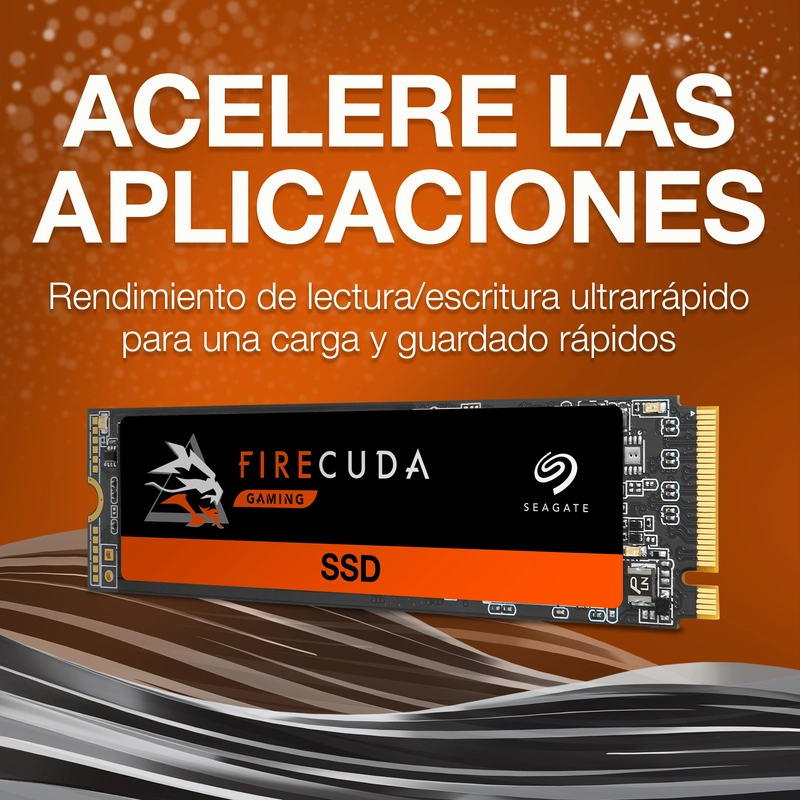 ACELERE LAS
APLICACIONES
Rendimiento de lectura/escritura ultrarrápido
para una carga y guardado rápidos
FIRECUDA
GAMING
SEAGATE
SSD